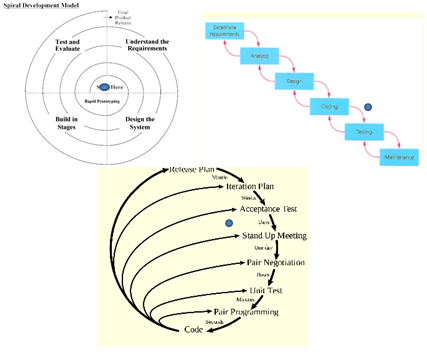 Spiral Development Model
Final
Product
Release
Test and
Evaluate
Understand the
Requirements
Here
Rapid Prototyping
Build in
Stages
Design the
System
Determine
requirements
Analysis
Design
Coding
Testing
Maintenance
Release Plan
Months
Iteration Plan
Weeks
Acceptance Test
Days
Stand Up Meeting
One day
Pair Negotiation
Hours
Unit Test
Minutes
Pair Programming
Seconds
Code